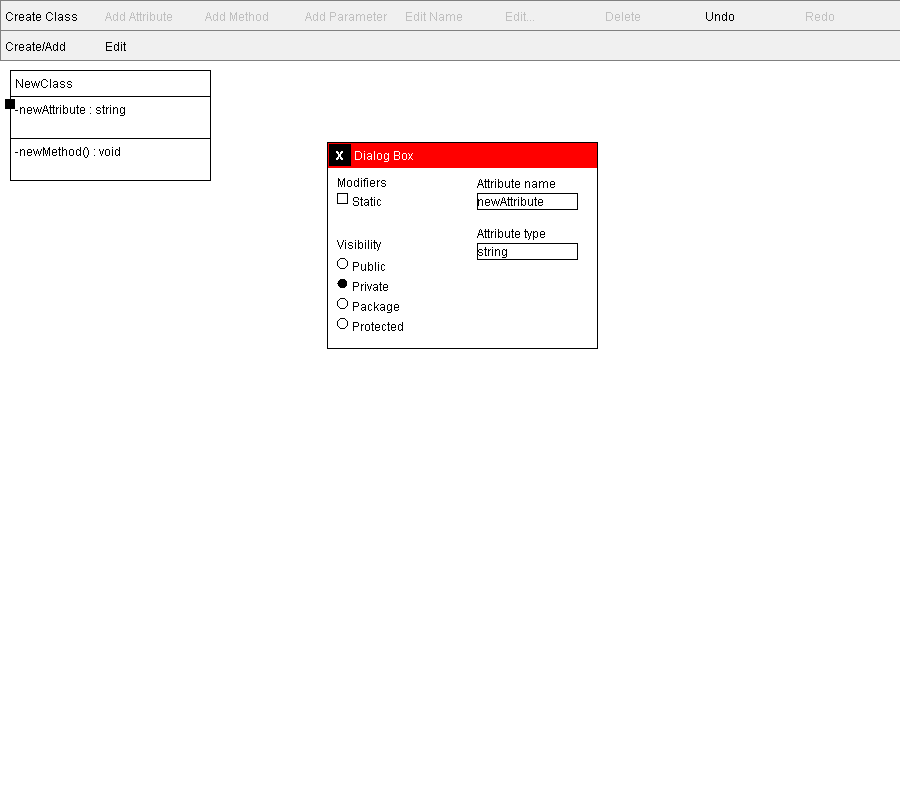 Create Class Add Attribute Add Method Add Parameter Edit Name Edit... Delete Undo Redo
Create/Add Edit
NewClass
-newAttribute : string
-newMethod() : void
X Dialog Box
Modifiers
Static
Visibility
Public
Private
Package
Protected
Attribute name
newAttribute
Attribute type
string